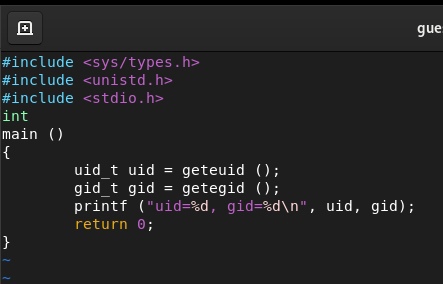 gue
#include <sys/types.h>
#include <unistd.h>
#include <stdio.h>
int
main ()
{
        uid_t uid = geteuid ();
        gid_t gid = getegid ();
        printf ("uid=%d, gid=%d\n", uid, gid);
        return 0;
}
~
~